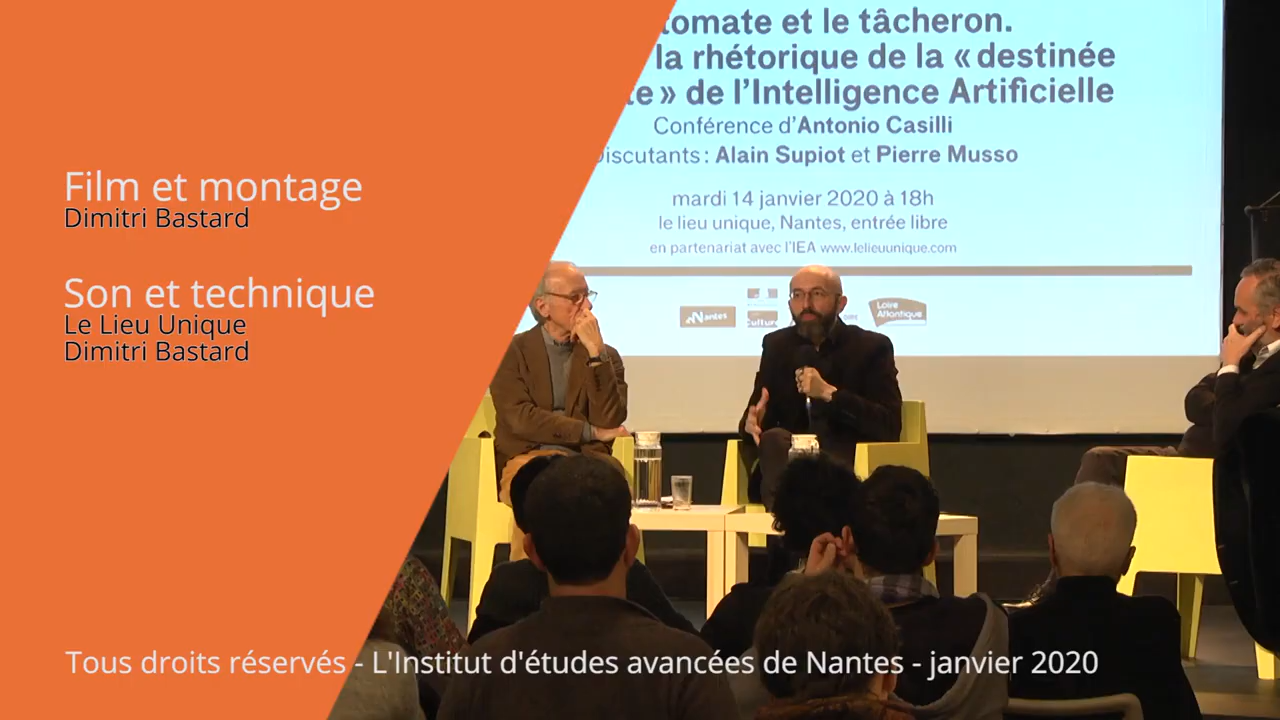 Film et montage
Dimitri Bastard
Son et technique
Le Lieu Unique
Dimitri Bastard
tomate et le tâcheron.
la rhétorique de la « destinée
te » de l'Intelligence Artificielle
Conférence d'Antonio Casilli
Discutants : Alain Supiot et Pierre Musso
mardi 14 janvier 2020 à 18h
le lieu unique, Nantes, entrée libre
en partenariat avec l'IEA www.lelieuunique.com
Nantes
Culture
Loire
Atlantique
Tous droits réservés - L'Institut d'études avancées de Nantes - janvier 2020